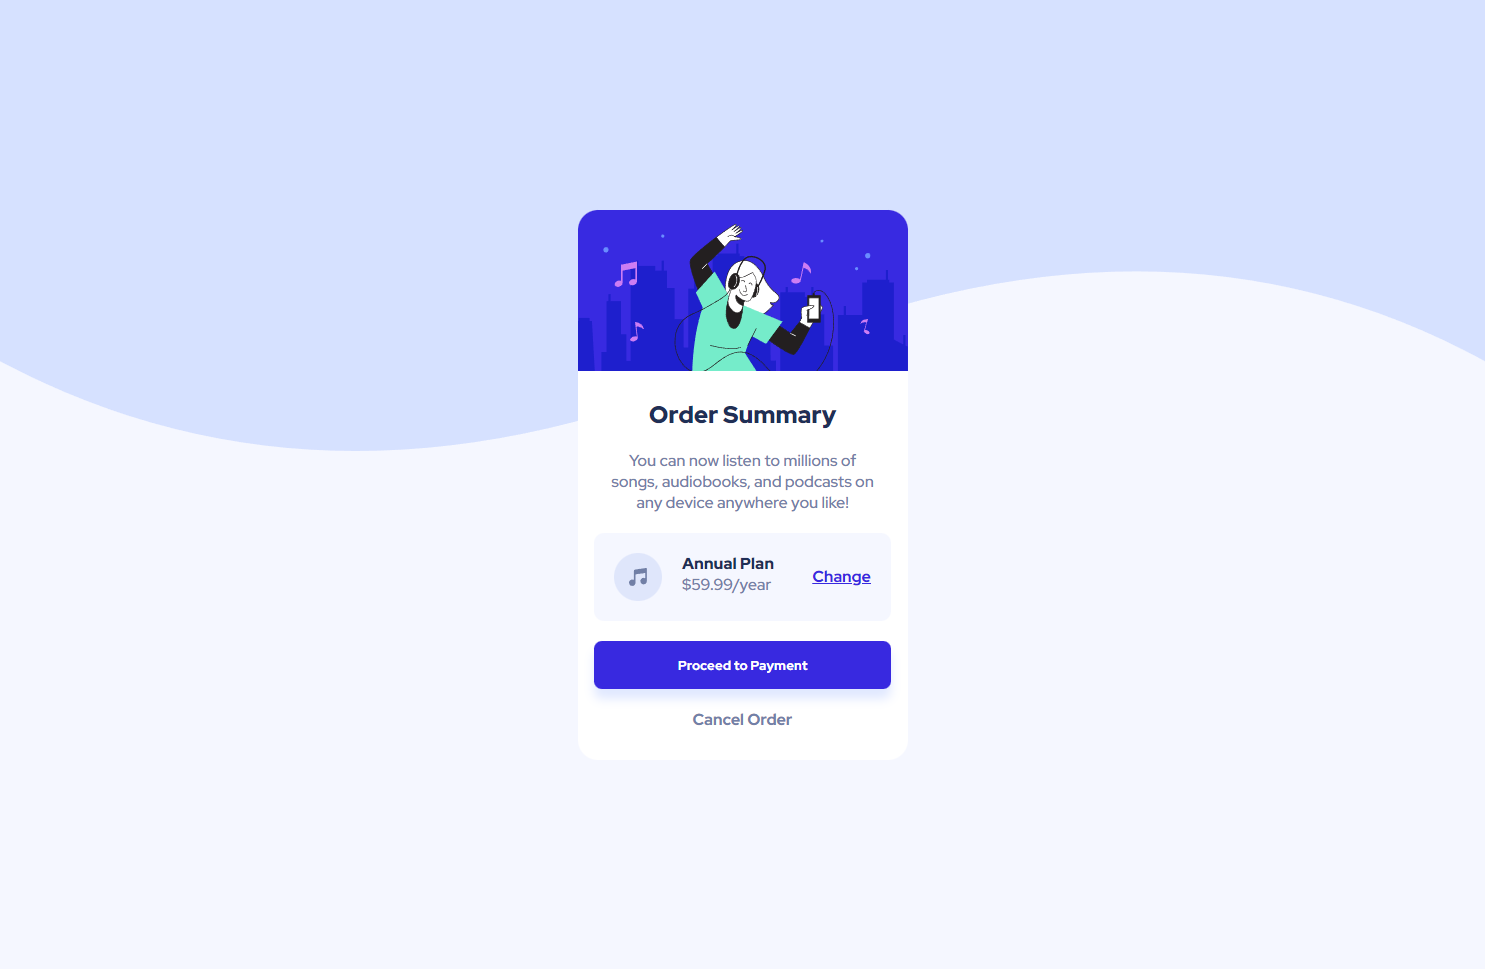 Order Summary
You can now listen to millions of
songs, audiobooks, and podcasts on
any device anywhere you like!
Annual Plan
$59.99/year
Change
Proceed to Payment
Cancel Order